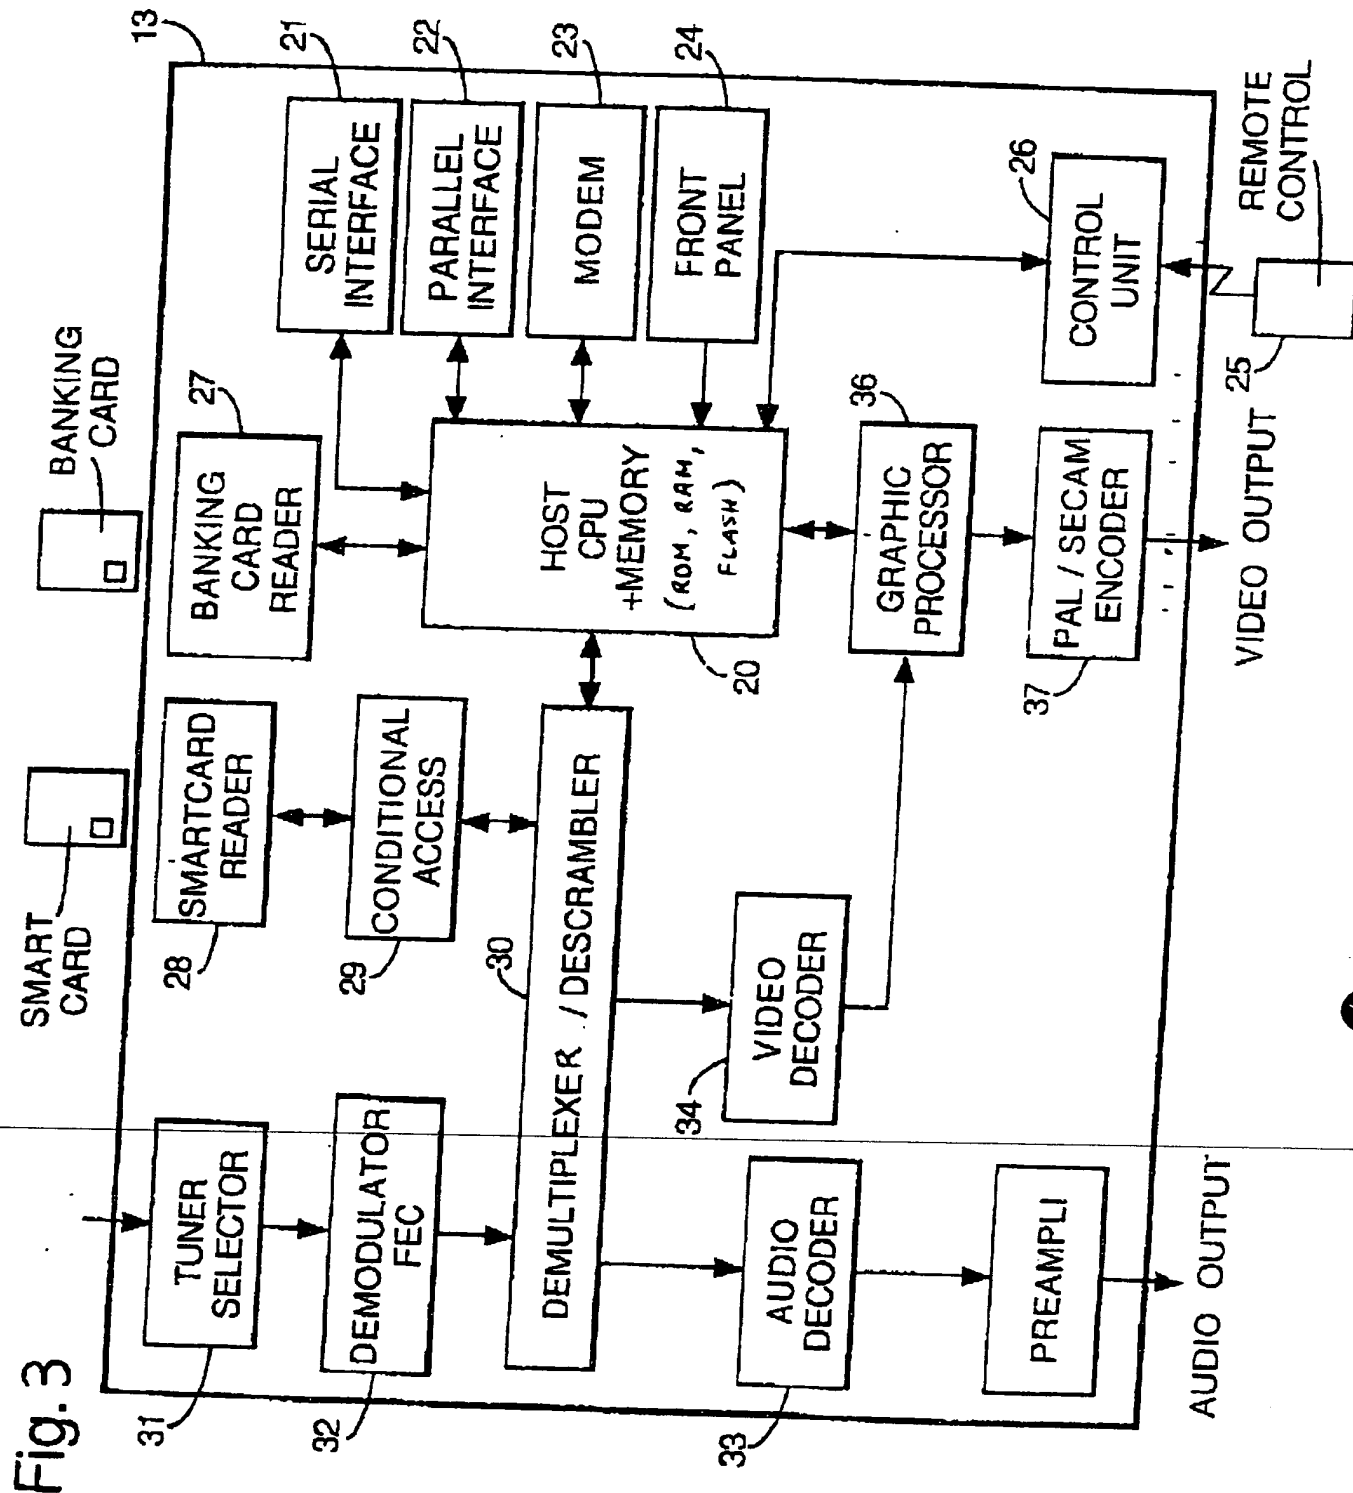 Fig. 3
SMART
CARD
BANKING
CARD
13
31
TUNER
SELECTOR
28
SMARTCARD
READER
27
BANKING
CARD
READER
21
SERIAL
INTERFACE
22
PARALLEL
INTERFACE
23
MODEM
24
FRONT
PANEL
32
DEMODULATOR
FEC
29
CONDITIONAL
ACCESS
30
DEMULTIPLEXER / DESCRAMBLER
HOST
CPU
+MEMORY
(ROM, RAM,
FLASH)
20
33
AUDIO
DECODER
34
VIDEO
DECODER
36
GRAPHIC
PROCESSOR
26
CONTROL
UNIT
PREAMPLI
37
PAL / SECAM
ENCODER
25
REMOTE
CONTROL
AUDIO OUTPUT
VIDEO OUTPUT